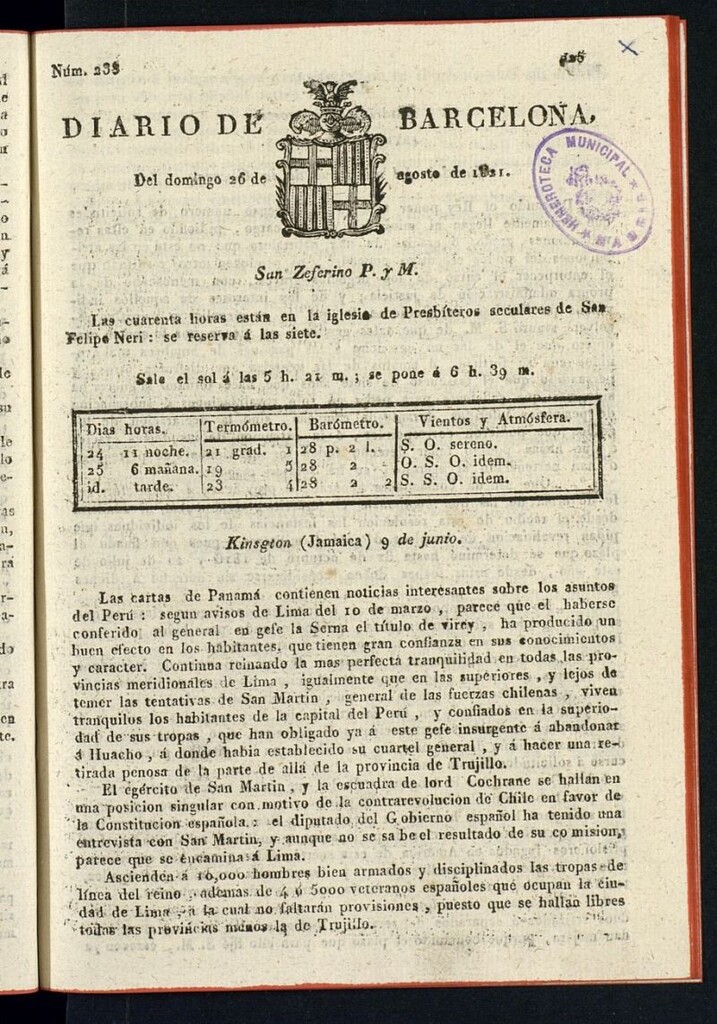 Núm. 238
DIARIO DE BARCELONA,
Del domingo 26 de agosto de 1821.
HEMEROTECA MUNICIPAL
San Zeferino P. y M.
Las cuarenta horas están en la iglesia de Presbíteros seculares de San
Felipe Neri : se reserva á las siete.
Sale el sol á las 5 h. 21 m. ; se pone á 6 h. 39 m.
Dias horas. Termómetro. Barómetro. Vientos y Atmósfera.
24 11 noche. 21 grad. 1 28 p. 2 l. S. O. sereno.
25 6 mañana. 19 5 28 2 O. S. O. idem.
id. tarde. 23 4 28 2 2 S. S. O. idem.
Kinsgton (Jamaica) 9 de junio.
Las cartas de Panamá contienen noticias interesantes sobre los asuntos
del Perú : segun avisos de Lima del 10 de marzo , parece que el haberse
conferido al general en gefe la Serna el título de virey , ha producido un
buen efecto en los habitantes, que tienen gran confianza en sus conocimientos
y caracter. Continua reinando la mas perfecta tranquilidad en todas las pro-
vincias meridionales de Lima , igualmente que en las superiores , y lejos de
temer las tentativas de San Martin , general de las fuerzas chilenas , viven
tranquilos los habitantes de la capital del Perú , y confiados en la superio-
dad de sus tropas , que han obligado ya á este gefe insurgente á abandonar
á Huacho , á donde habia establecido su cuartel general , y á hacer una re-
tirada penosa de la parte de allá de la provincia de Trujillo.
El egército de San Martin , y la escuadra de lord Cochrane se hallan en
una posicion singular con motivo de la contrarevolucion de Chile en favor de
la Constitucion española. : el diputado del Gobierno español ha tenido una
entrevista con San Martin, y aunque no se sabe el resultado de su comision,
parece que se encamina á Lima.
Ascienden á 10,000 hombres bien armados y disciplinados las tropas de
línea del reino , ademas de 4 ó 5000 veteranos españoles que ocupan la ciu-
dad de Lima , á la cual no faltarán provisiones , puesto que se hallan libres
todas las provincias menos la de Trujillo.